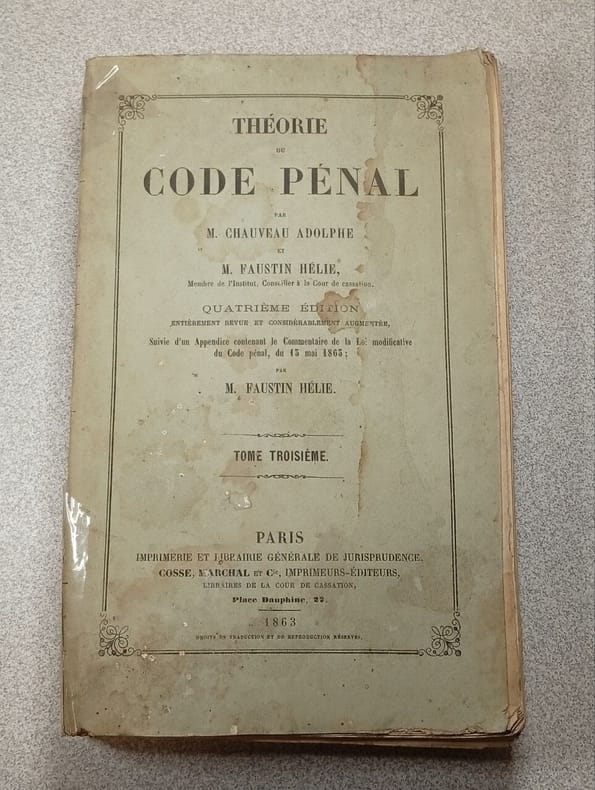 THÉORIE
DU
CODE PÉNAL
PAR
M. CHAUVEAU ADOLPHE
ET
M. FAUSTIN HÉLIE,
Membre de l'Institut, Conseiller à la Cour de cassation.
QUATRIÈME ÉDITION
ENTIÈREMENT REVUE ET CONSIDÉRABLEMENT AUGMENTÉE,
Suivie d'un Appendice contenant le Commentaire de la Loi modificative
du Code pénal, du 13 mai 1863;
PAR
M. FAUSTIN HÉLIE.
TOME TROISIÈME.
PARIS
IMPRIMERIE ET LIBRAIRIE GÉNÉRALE DE JURISPRUDENCE.
COSSE, MARCHAL ET Cie, IMPRIMEURS-ÉDITEURS,
LIBRAIRES DE LA COUR DE CASSATION,
Place Dauphine, 27.
1863
DROITS DE TRADUCTION ET DE REPRODUCTION RÉSERVÉS.